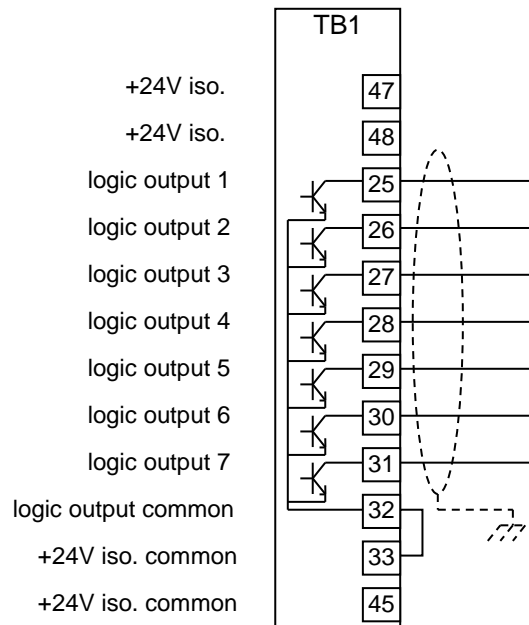 TB1
+24V iso. 47
+24V iso. 48
logic output 1 25
logic output 2 26
logic output 3 27
logic output 4 28
logic output 5 29
logic output 6 30
logic output 7 31
logic output common 32
+24V iso. common 33
+24V iso. common 45